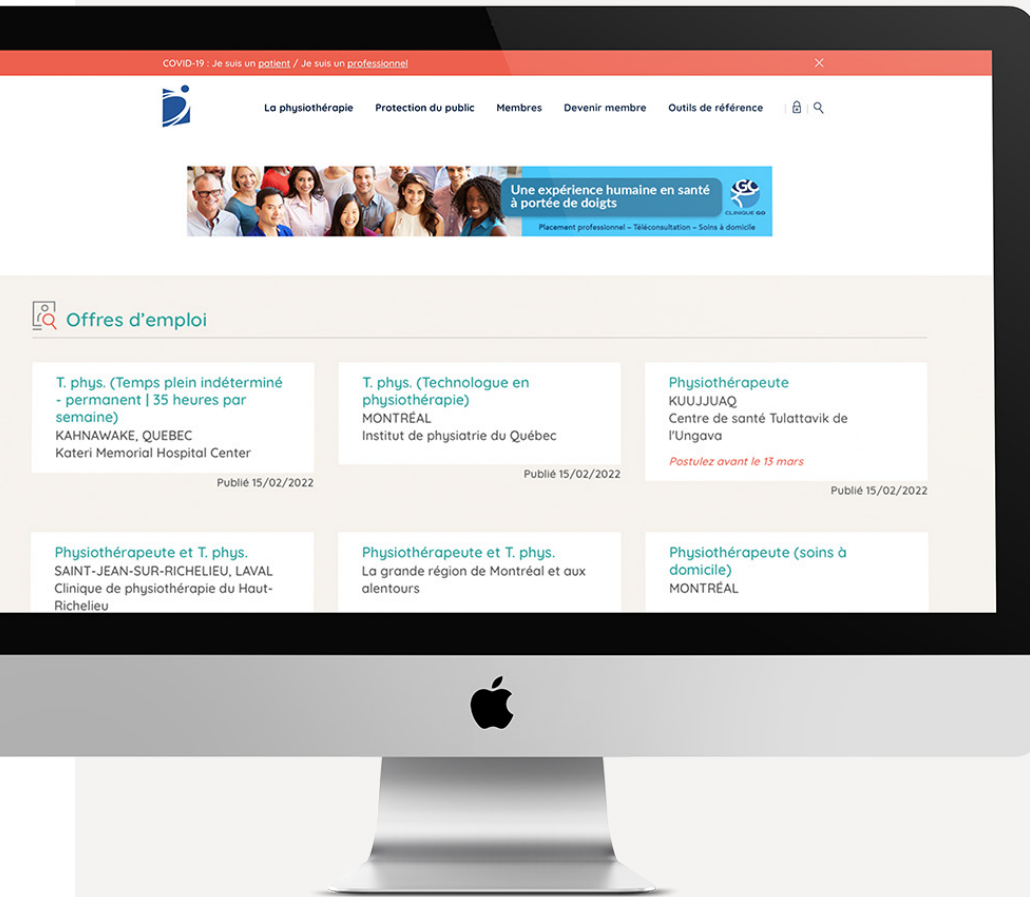 COVID-19 : Je suis un patient / Je suis un professionnel
La physiothérapie Protection du public Membres Devenir membre Outils de référence
Une expérience humaine en santé
à portée de doigts
GO
CLINIQUE GO
Placement professionnel – Téléconsultation – Soins à domicile
Offres d'emploi
T. phys. (Temps plein indéterminé
- permanent | 35 heures par
semaine)
KAHNAWAKE, QUEBEC
Kateri Memorial Hospital Center
Publié 15/02/2022
T. phys. (Technologue en
physiothérapie)
MONTRÉAL
Institut de physiatrie du Québec
Publié 15/02/2022
Physiothérapeute
KUUJJUAQ
Centre de santé Tulattavik de
l'Ungava
Postulez avant le 13 mars
Publié 15/02/2022
Physiothérapeute et T. phys.
SAINT-JEAN-SUR-RICHELIEU, LAVAL
Clinique de physiothérapie du Haut-
Richelieu
Physiothérapeute et T. phys.
La grande région de Montréal et aux
alentours
Physiothérapeute (soins à
domicile)
MONTRÉAL